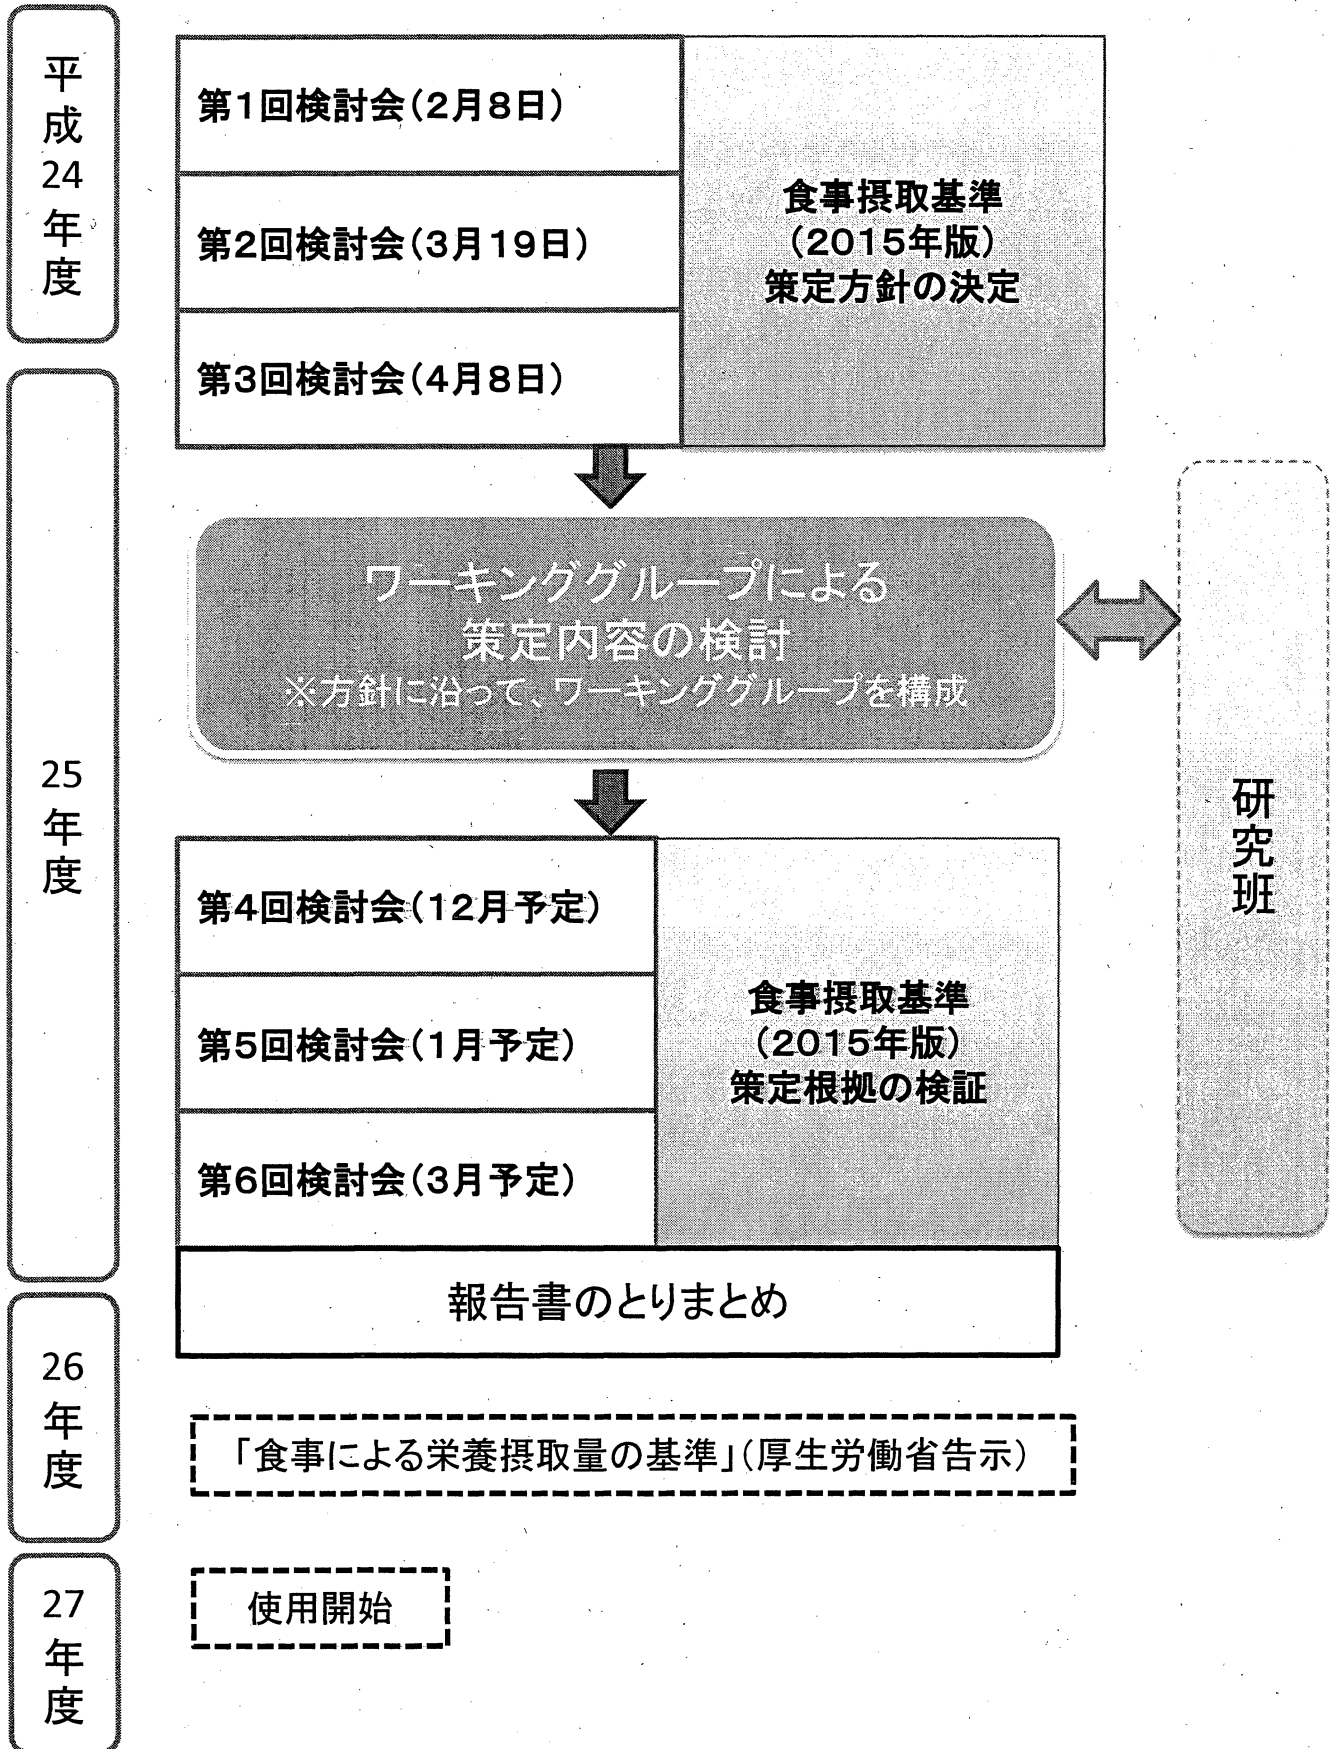 平成24年度
第1回検討会(2月8日)
第2回検討会(3月19日)
第3回検討会(4月8日)
食事摂取基準
(2015年版)
策定方針の決定
25年度
ワーキンググループによる
策定内容の検討
※方針に沿って、ワーキンググループを構成
研究班
第4回検討会(12月予定)
第5回検討会(1月予定)
第6回検討会(3月予定)
食事摂取基準
(2015年版)
策定根拠の検証
報告書のとりまとめ
26年度
「食事による栄養摂取量の基準」(厚生労働省告示)
27年度
使用開始